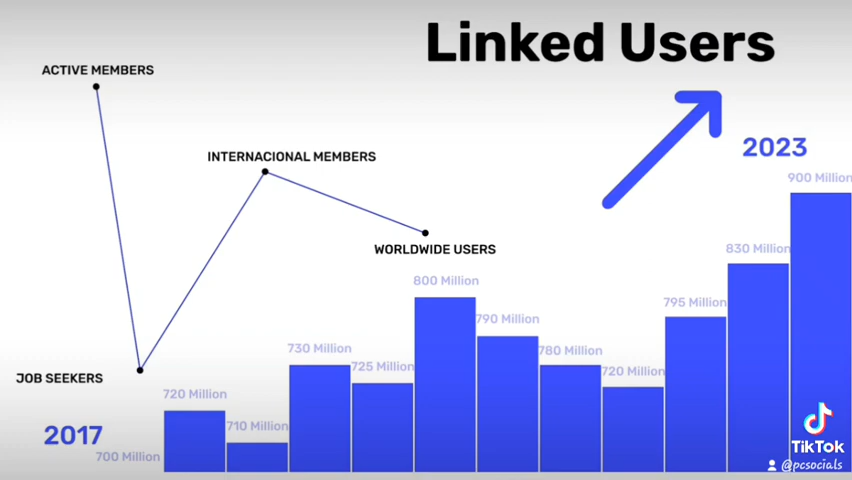 Linked Users
ACTIVE MEMBERS
INTERNACIONAL MEMBERS
WORLDWIDE USERS
JOB SEEKERS
2017
2023
700 Million
720 Million
710 Million
730 Million
725 Million
800 Million
790 Million
780 Million
720 Million
795 Million
830 Million
900 Million
TikTok
@pcsocials